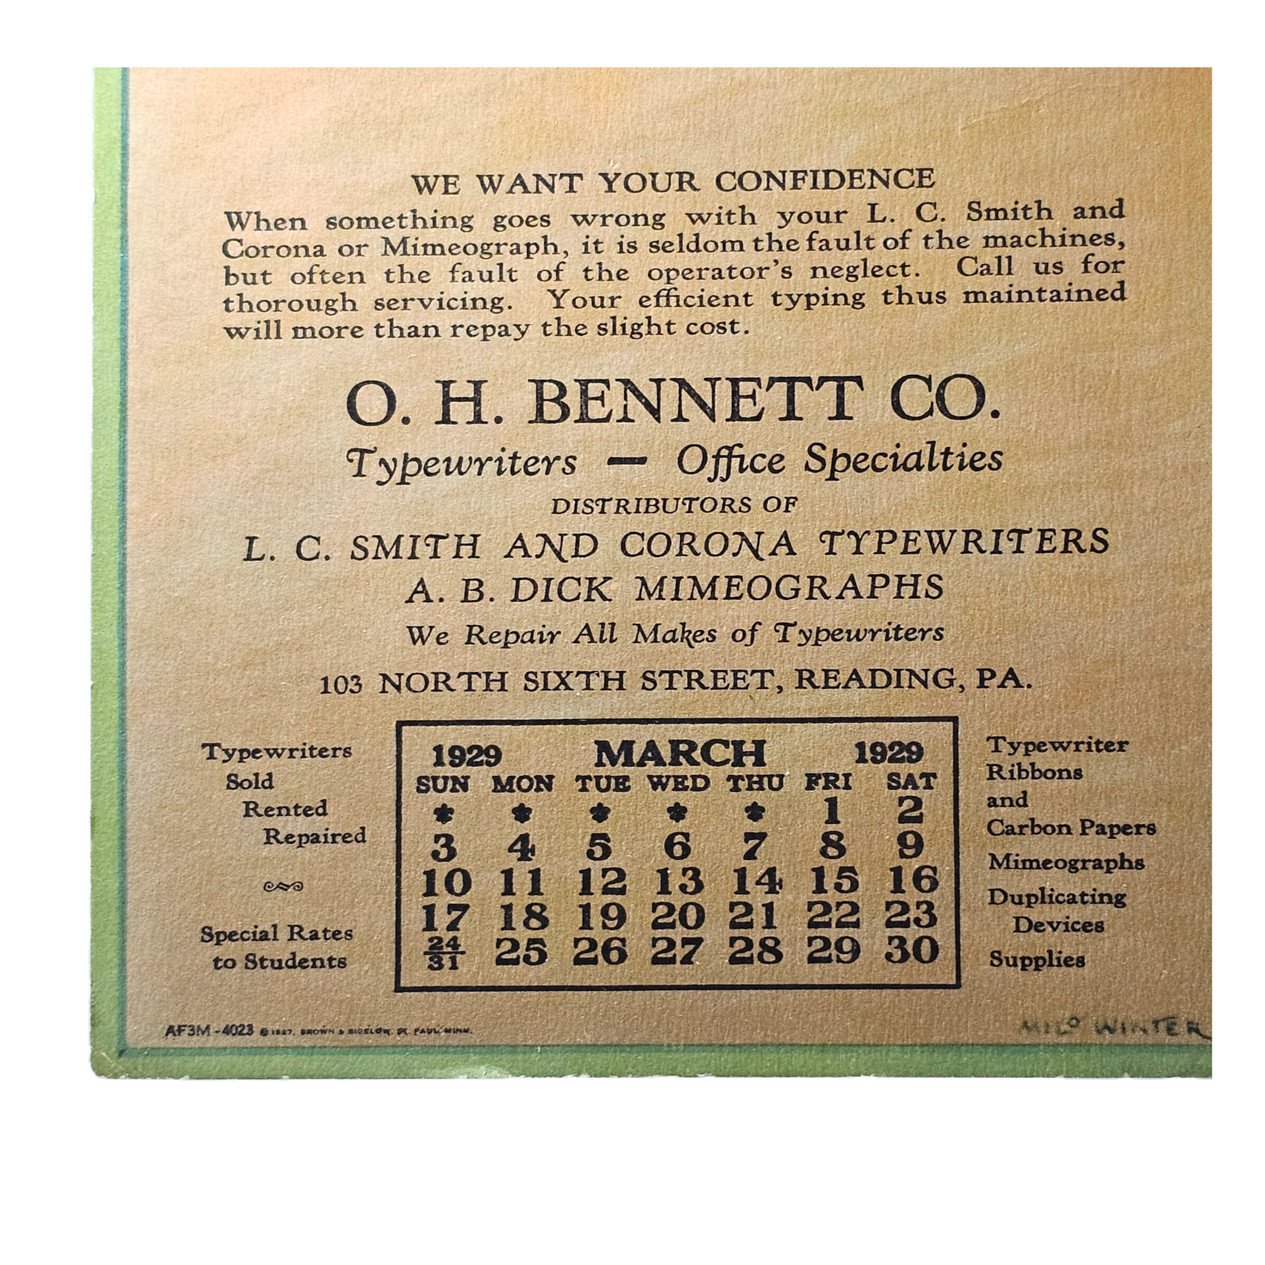 WE WANT YOUR CONFIDENCE
When something goes wrong with your L. C. Smith and
Corona or Mimeograph, it is seldom the fault of the machines,
but often the fault of the operator's neglect. Call us for
thorough servicing. Your efficient typing thus maintained
will more than repay the slight cost.
O. H. BENNETT CO.
Typewriters — Office Specialties
DISTRIBUTORS OF
L. C. SMITH AND CORONA TYPEWRITERS
A. B. DICK MIMEOGRAPHS
We Repair All Makes of Typewriters
103 NORTH SIXTH STREET, READING, PA.
Typewriters
Sold
Rented
Repaired
Special Rates
to Students
1929 MARCH 1929
SUN MON TUE WED THU FRI SAT
1 2
3 4 5 6 7 8 9
10 11 12 13 14 15 16
17 18 19 20 21 22 23
24/31 25 26 27 28 29 30
Typewriter
Ribbons
and
Carbon Papers
Mimeographs
Duplicating
Devices
Supplies
AF3M-4023 © 1927, BROWN & BIGELOW, ST. PAUL, MINN.
MILO WINTER